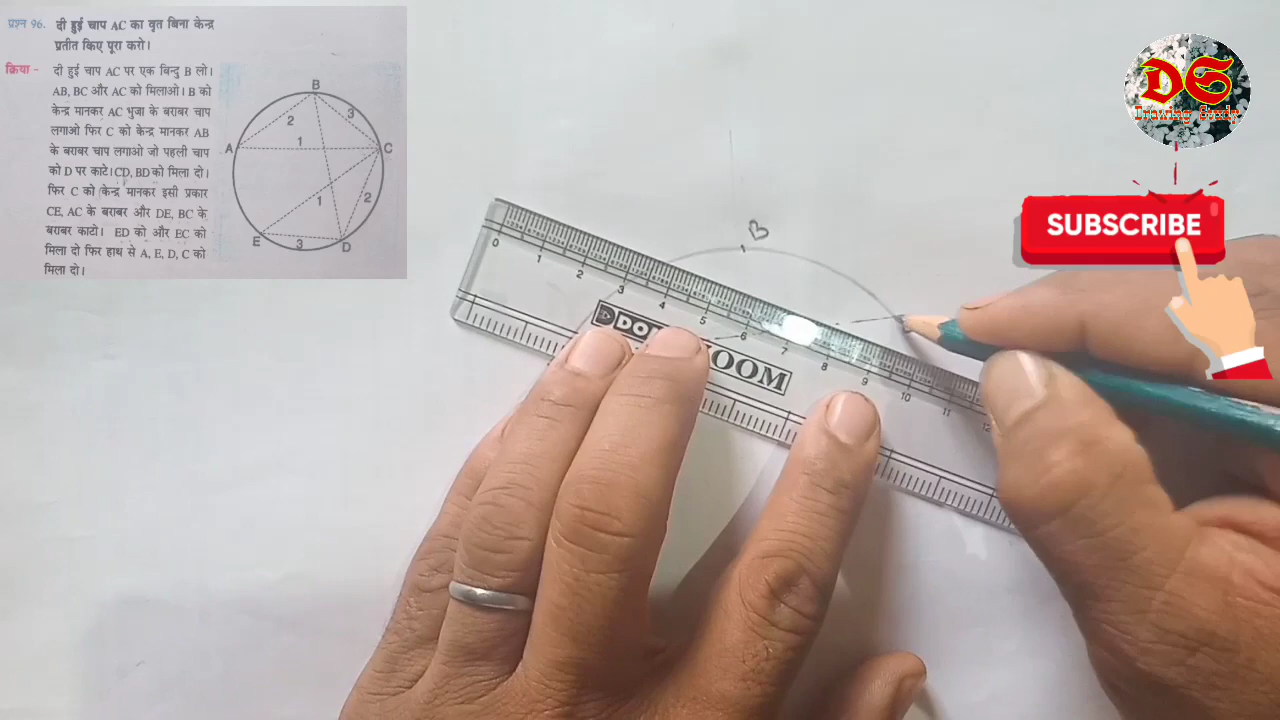 प्रश्न 96. दी हुई चाप AC का वृत बिना केन्द्र
प्रतीत किए पूरा करो।
क्रिया - दी हुई चाप AC पर एक बिन्दु B लो।
AB, BC और AC को मिलाओ। B को
केन्द्र मानकर AC भुजा के बराबर चाप
लगाओ फिर C को केन्द्र मानकर AB
के बराबर चाप लगाओ जो पहली चाप
को D पर काटे। CD, BD को मिला दो।
फिर C को केन्द्र मानकर इसी प्रकार
CE, AC के बराबर और DE, BC के
बराबर काटो। ED को और EC को
मिला दो फिर हाथ से A, E, D, C को
मिला दो।
B
2 3
A 1 C
1 2
E 3 D
DS
Drawing Study
SUBSCRIBE
B
0 1 2 3 4 5 6 7 8 9 10 11 12